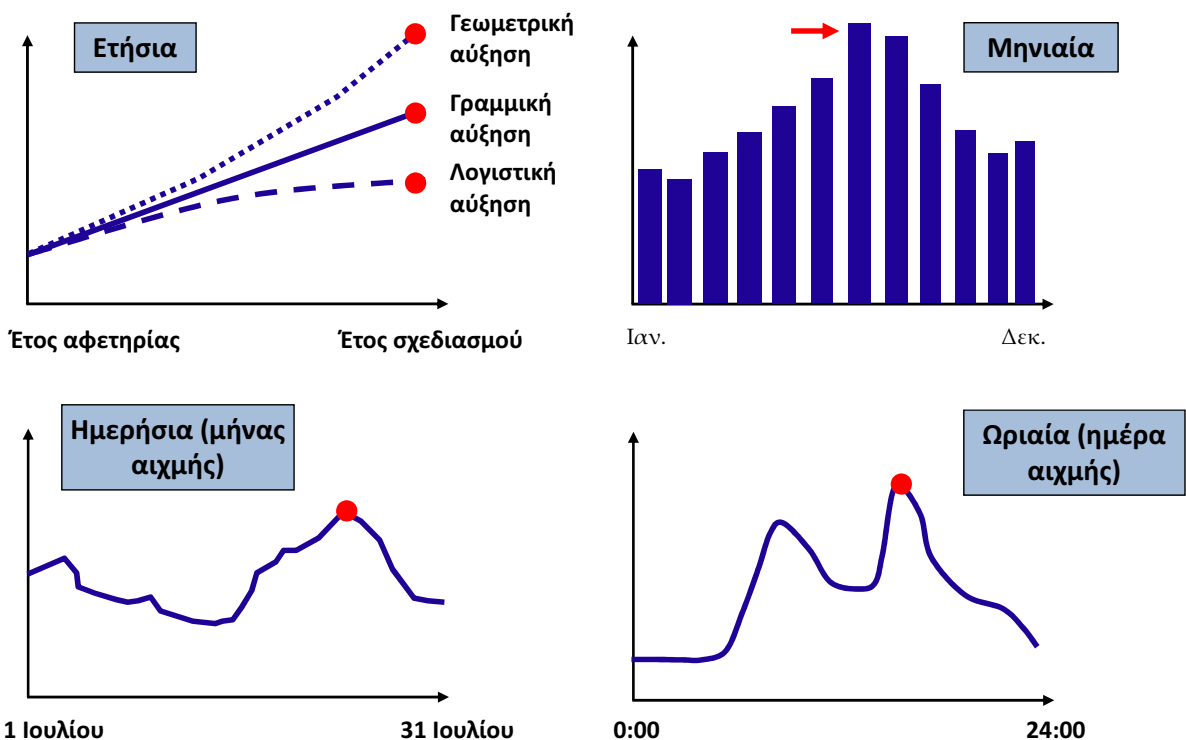 Ετήσια
Γεωμετρική
αύξηση
Γραμμική
αύξηση
Λογιστική
αύξηση
Έτος αφετηρίας
Έτος σχεδιασμού
Μηνιαία
Ιαν.
Δεκ.
Ημερήσια (μήνας
αιχμής)
1 Ιουλίου
31 Ιουλίου
Ωριαία (ημέρα
αιχμής)
0:00
24:00